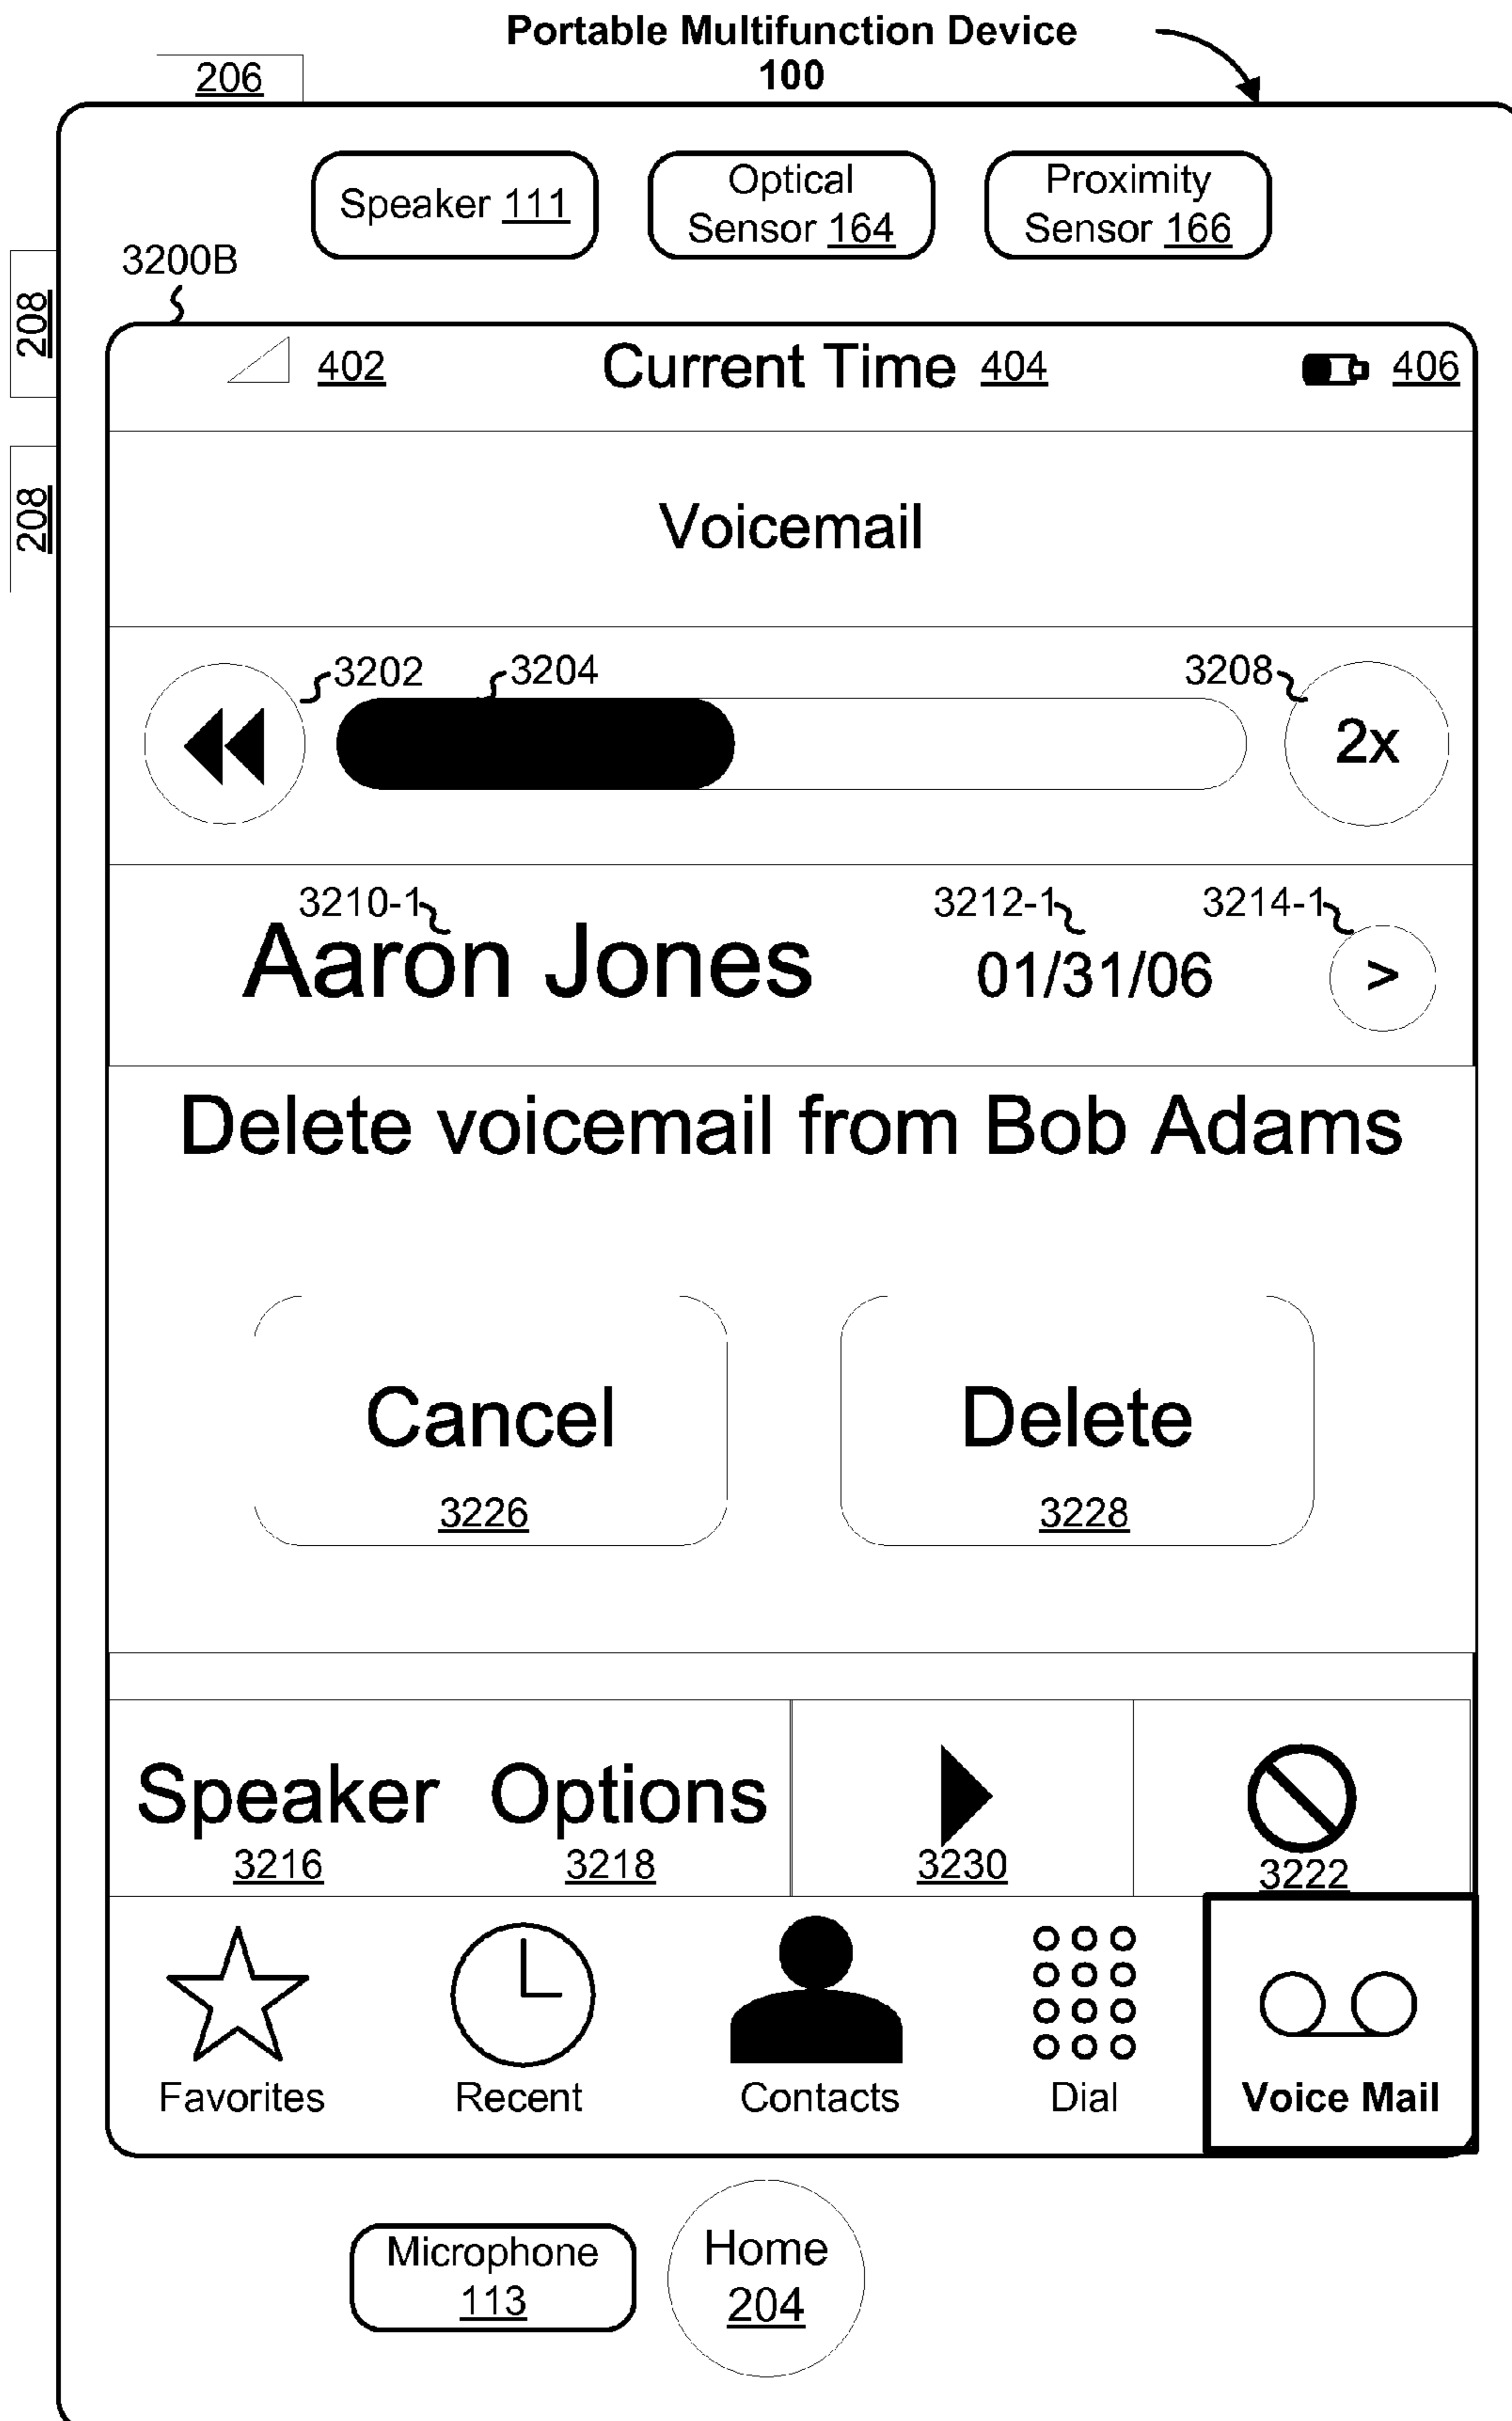 Portable Multifunction Device
100
206
Speaker 111
Optical
Sensor 164
Proximity
Sensor 166
3200B
208
402
Current Time 404
406
208
Voicemail
3202
3204
3208
2x
3210-1
3212-1
3214-1
Aaron Jones
01/31/06
>
Delete voicemail from Bob Adams
Cancel
3226
Delete
3228
Speaker
3216
Options
3218
3230
3222
Favorites
Recent
Contacts
Dial
Voice Mail
Microphone
113
Home
204